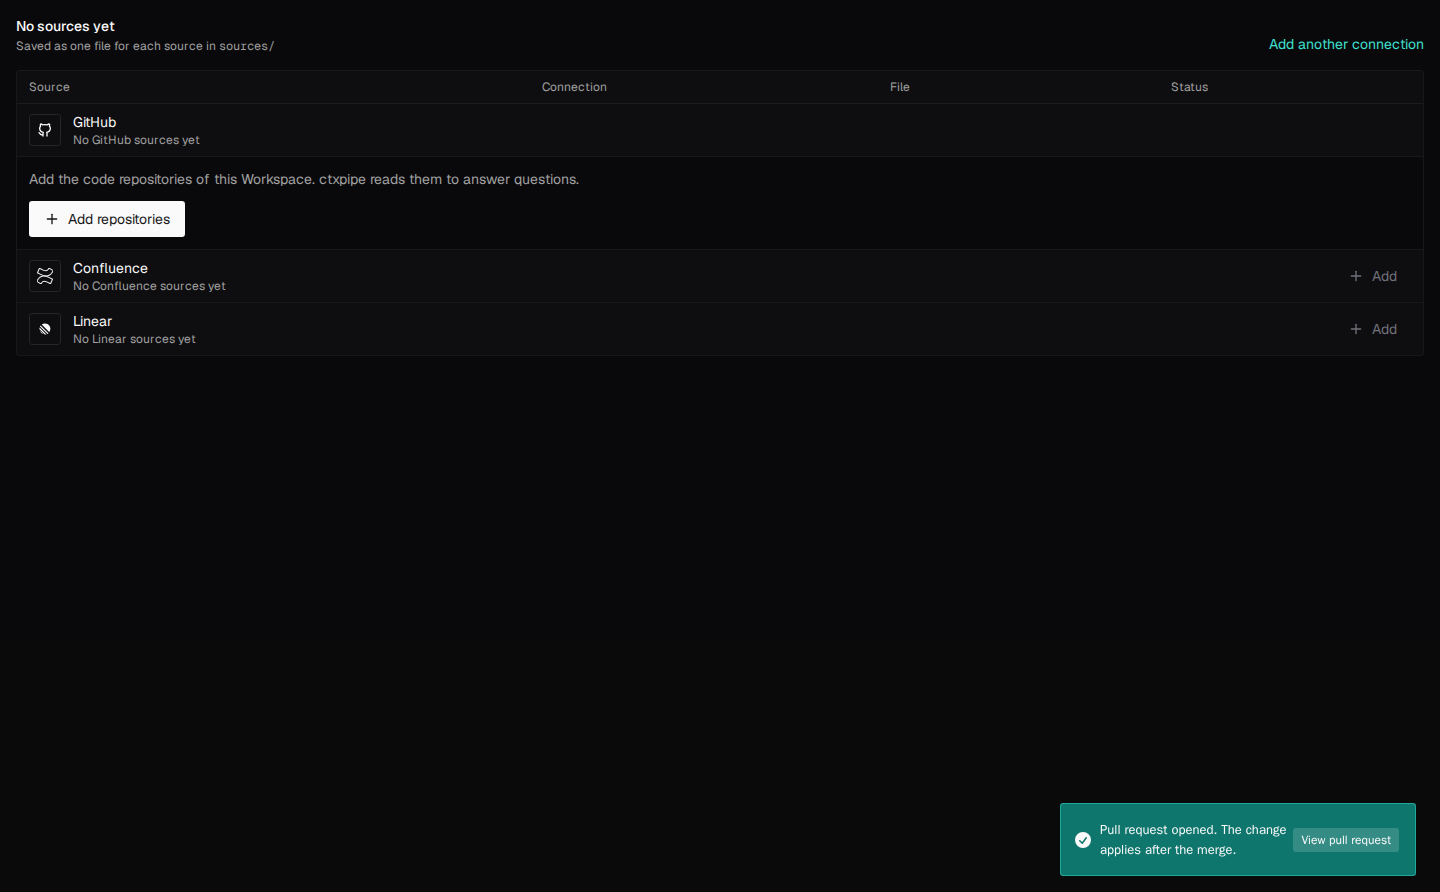 No sources yet
Saved as one file for each source in sources/
Add another connection
Source Connection File Status
GitHub
No GitHub sources yet
Add the code repositories of this Workspace. ctxpipe reads them to answer questions.
+ Add repositories
Confluence
No Confluence sources yet
+ Add
Linear
No Linear sources yet
+ Add
Pull request opened. The change
applies after the merge.
View pull request